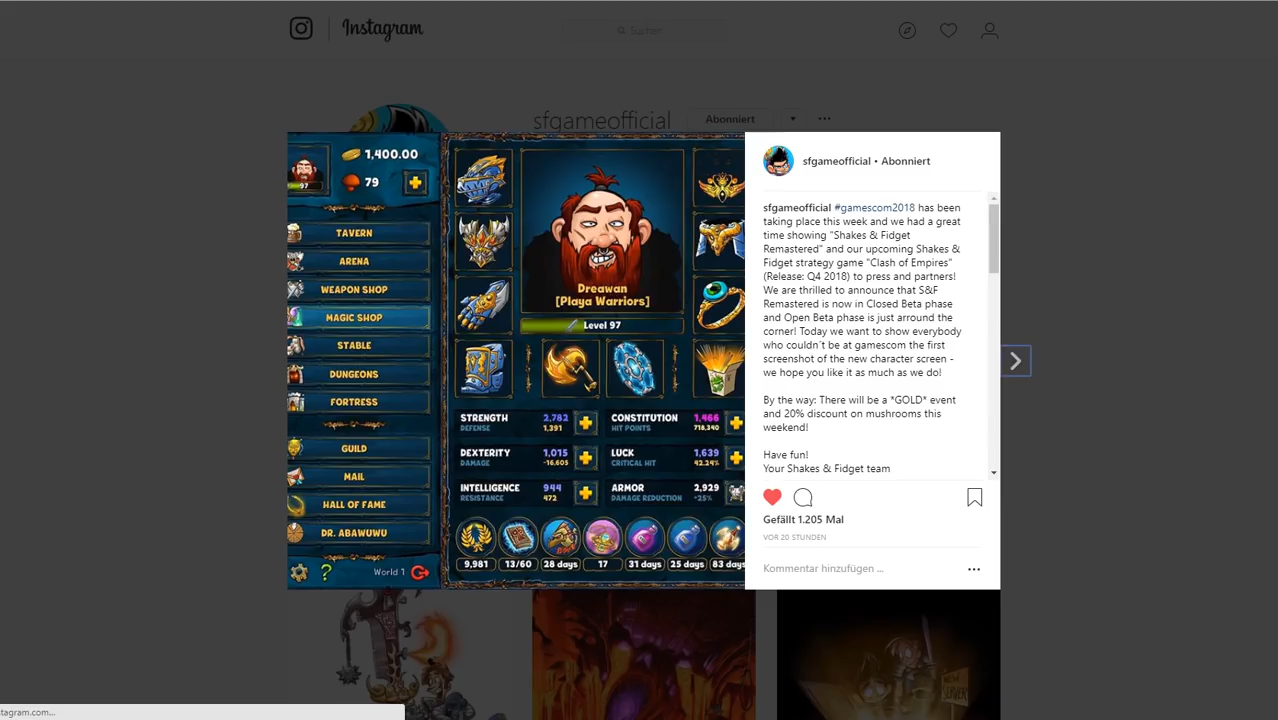 Instagram
Suchen
sfgameofficial Abonniert
1,400.00
79
97
TAVERN
ARENA
WEAPON SHOP
MAGIC SHOP
STABLE
DUNGEONS
FORTRESS
GUILD
MAIL
HALL OF FAME
DR. ABAWUWU
? World 1
Dreawan
[Playa Warriors]
Level 97
STRENGTH 2,782
DEFENSE 1,391
CONSTITUTION 1,466
HIT POINTS 718,340
DEXTERITY 1,015
DAMAGE ~16,605
LUCK 1,639
CRITICAL HIT 42.24%
INTELLIGENCE 944
RESISTANCE 472
ARMOR 2,929
DAMAGE REDUCTION ~25%
9,981 13/60 28 days 17 31 days 25 days 83 days
sfgameofficial • Abonniert
sfgameofficial #gamescom2018 has been
taking place this week and we had a great
time showing "Shakes & Fidget
Remastered" and our upcoming Shakes &
Fidget strategy game "Clash of Empires"
(Release: Q4 2018) to press and partners!
We are thrilled to announce that S&F
Remastered is now in Closed Beta phase
and Open Beta phase is just arround the
corner! Today we want to show everybody
who couldn´t be at gamescom the first
screenshot of the new character screen -
we hope you like it as much as we do!
By the way: There will be a *GOLD* event
and 20% discount on mushrooms this
weekend!
Have fun!
Your Shakes & Fidget team
Gefällt 1.205 Mal
VOR 20 STUNDEN
Kommentar hinzufügen ...
NEW
SERVER
stagram.com...